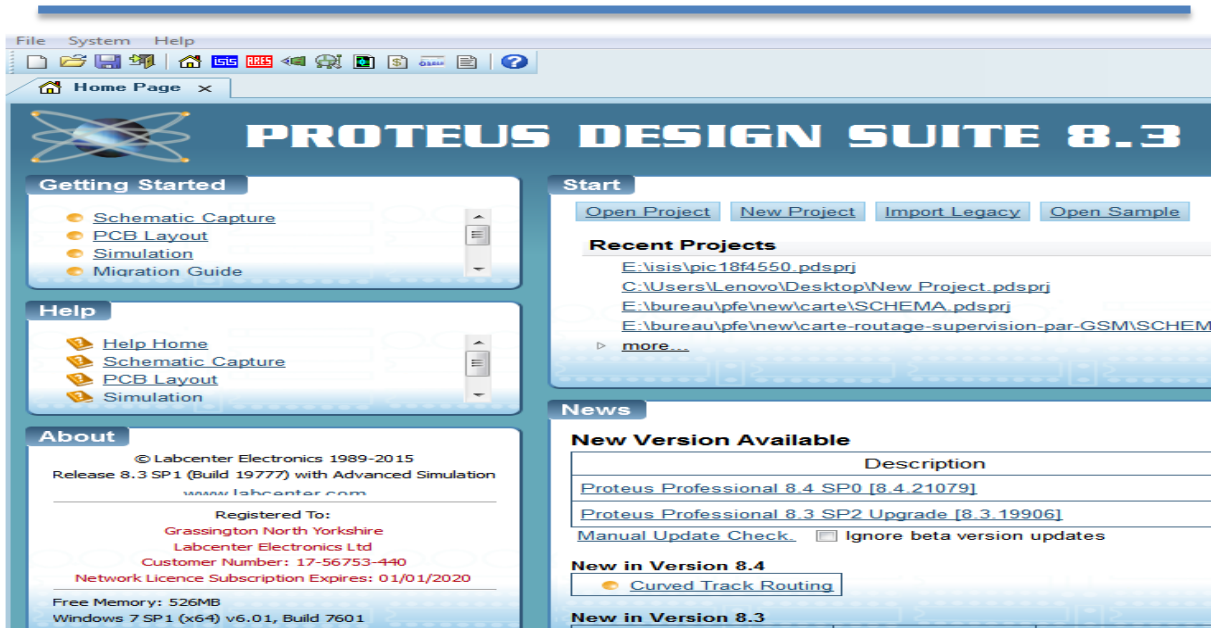 File System Help
ISIS ARES
Home Page
PROTEUS DESIGN SUITE 8.3
Getting Started
Schematic Capture
PCB Layout
Simulation
Migration Guide
Help
Help Home
Schematic Capture
PCB Layout
Simulation
About
© Labcenter Electronics 1989-2015
Release 8.3 SP1 (Build 19777) with Advanced Simulation
www.labcenter.com
Registered To:
Grassington North Yorkshire
Labcenter Electronics Ltd
Customer Number: 17-56753-440
Network Licence Subscription Expires: 01/01/2020
Free Memory: 526MB
Windows 7 SP1 (x64) v6.01, Build 7601
Start
Open Project New Project Import Legacy Open Sample
Recent Projects
E:\isis\pic18f4550.pdsprj
C:\Users\Lenovo\Desktop\New Project.pdsprj
E:\bureau\pfe\new\carte\SCHEMA.pdsprj
E:\bureau\pfe\new\carte-routage-supervision-par-GSM\SCHEM
more...
News
New Version Available
Description
Proteus Professional 8.4 SP0 [8.4.21079]
Proteus Professional 8.3 SP2 Upgrade [8.3.19906]
Manual Update Check. Ignore beta version updates
New in Version 8.4
Curved Track Routing
New in Version 8.3